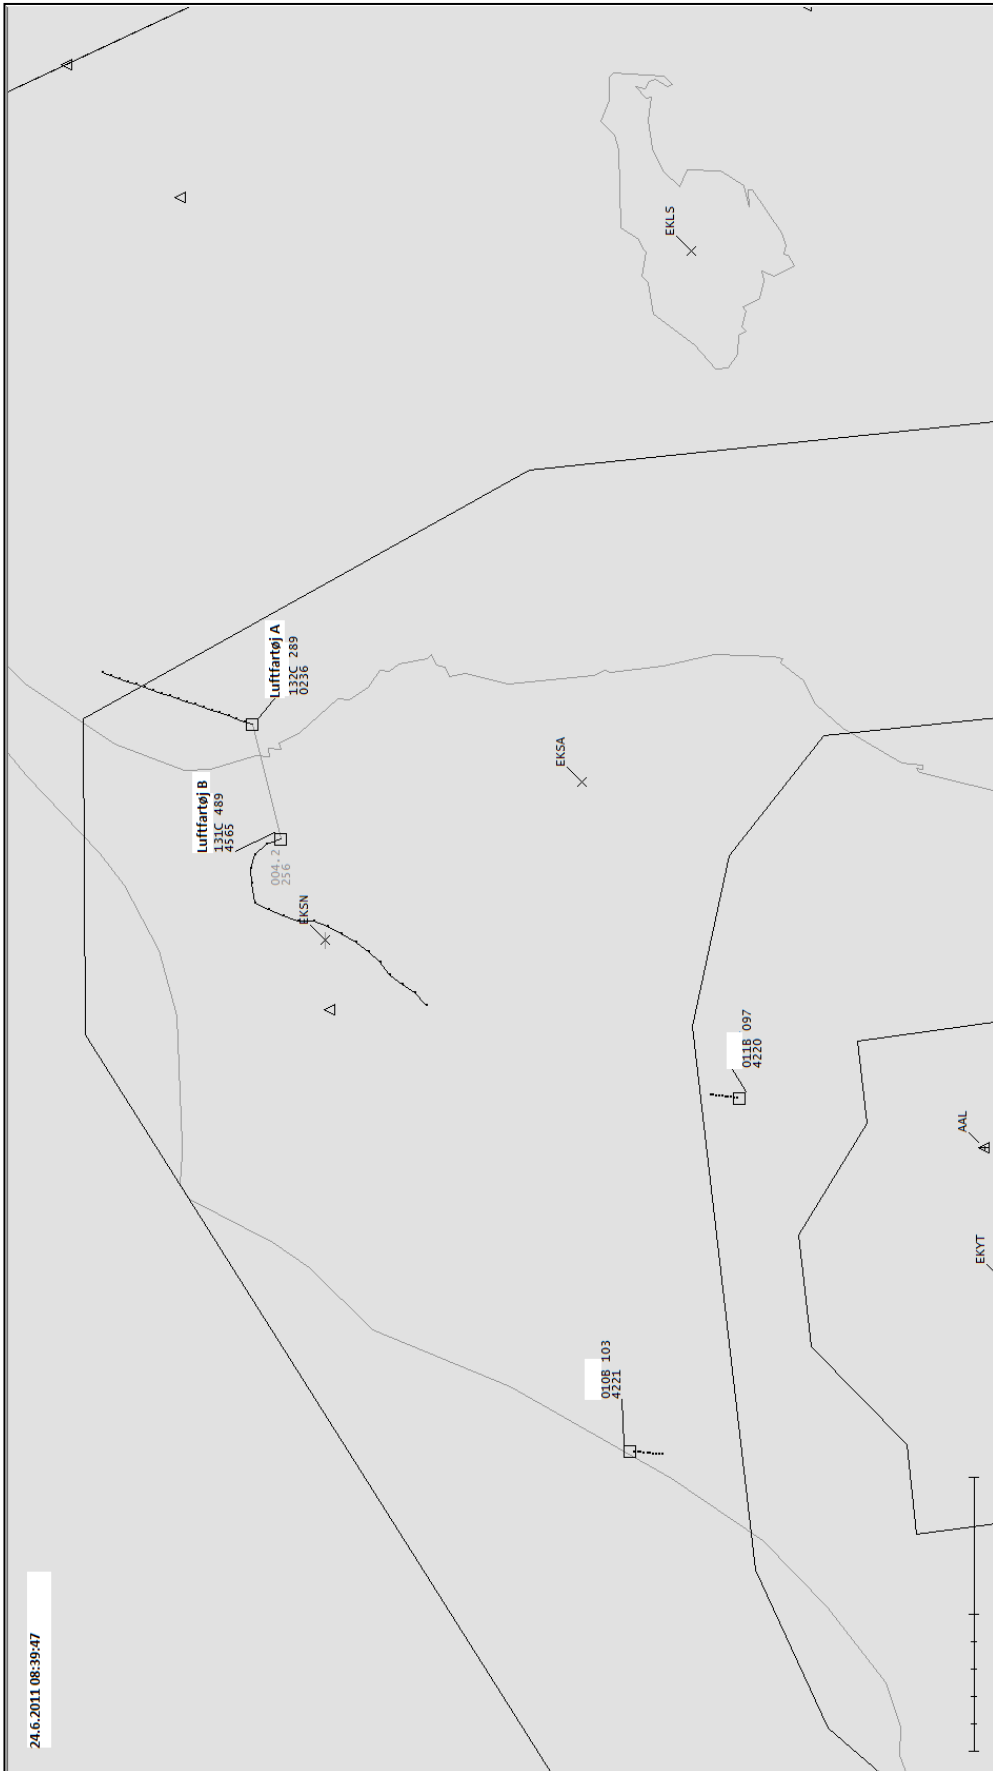 24.6.2011 08:39:47
EKLS
Luftfartøj A
132C 289
0236
Luftfartøj B
131C 489
4565
004.2
256
EKSN
EKSA
011B 097
4220
AAL
EKYT
010B 103
4221